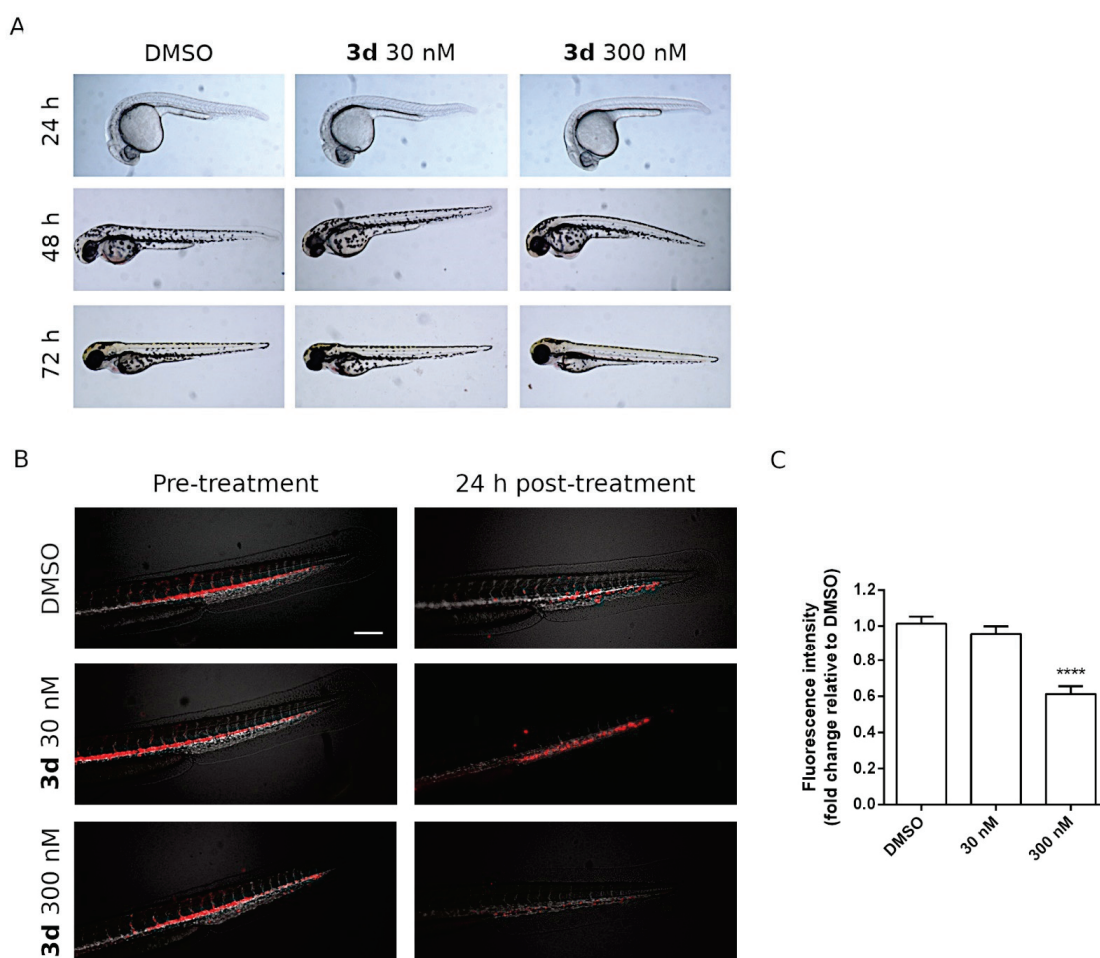 A
DMSO
3d 30 nM
3d 300 nM
24 h
48 h
72 h
B
Pre-treatment
24 h post-treatment
DMSO
3d 30 nM
3d 300 nM
C
Fluorescence intensity
(fold change relative to DMSO)
1.2
1.0
0.8
0.6
0.4
0.2
0.0
****
DMSO
30 nM
300 nM